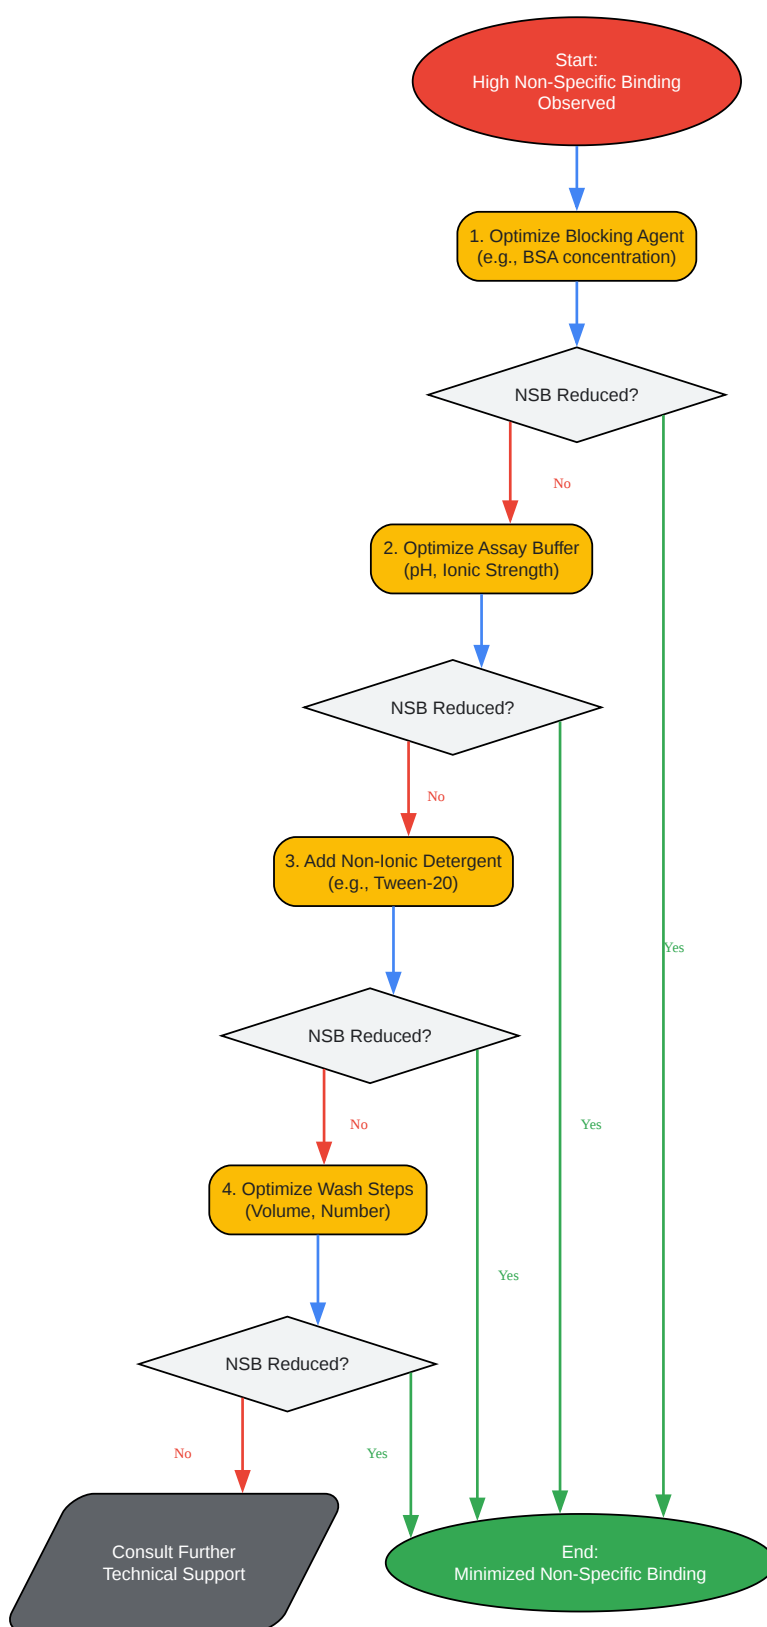 Start:
High Non-Specific Binding
Observed
1. Optimize Blocking Agent
(e.g., BSA concentration)
NSB Reduced?
No
2. Optimize Assay Buffer
(pH, Ionic Strength)
NSB Reduced?
No
3. Add Non-Ionic Detergent
(e.g., Tween-20)
Yes
NSB Reduced?
No
Yes
4. Optimize Wash Steps
(Volume, Number)
Yes
NSB Reduced?
No
Yes
Consult Further
Technical Support
End:
Minimized Non-Specific Binding